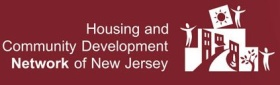 Housing and
Community Development
Network of New Jersey